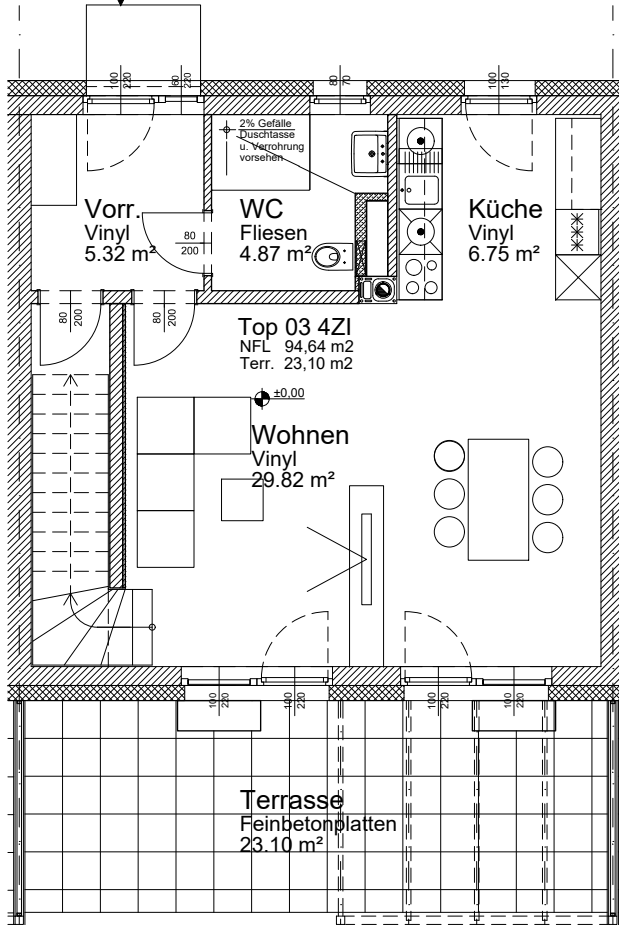 100
220
60
220
80
70
100
130
2% Gefälle
Duschtasse
u. Verrohrung
vorsehen
Vorr.
Vinyl
5.32 m²
80
200
WC
Fliesen
4.87 m²
Küche
Vinyl
6.75 m²
80
200
80
200
Top 03 4ZI
NFL 94,64 m2
Terr. 23,10 m2
±0,00
Wohnen
Vinyl
29.82 m²
100
220
100
220
100
220
100
220
Terrasse
Feinbetonplatten
23.10 m²